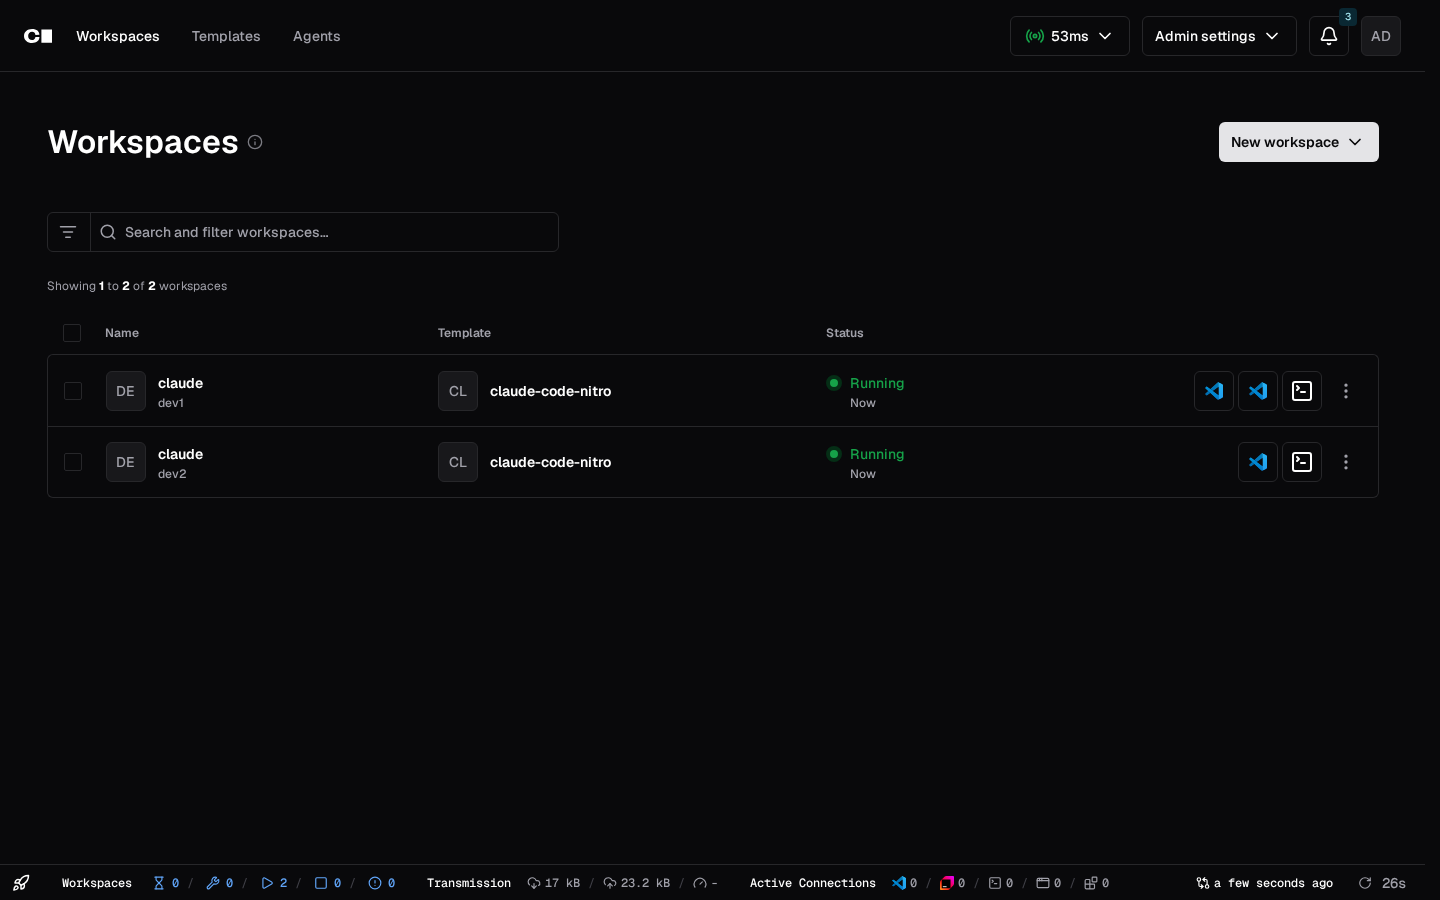 Workspaces Templates Agents 53ms Admin settings 3 AD
Workspaces New workspace
Search and filter workspaces...
Showing 1 to 2 of 2 workspaces
Name Template Status
DE claude CL claude-code-nitro Running
dev1 Now
DE claude CL claude-code-nitro Running
dev2 Now
Workspaces 0 / 0 / 2 / 0 / 0 Transmission 17 kB / 23.2 kB / - Active Connections 0 / 0 / 0 / 0 / 0 a few seconds ago 26s